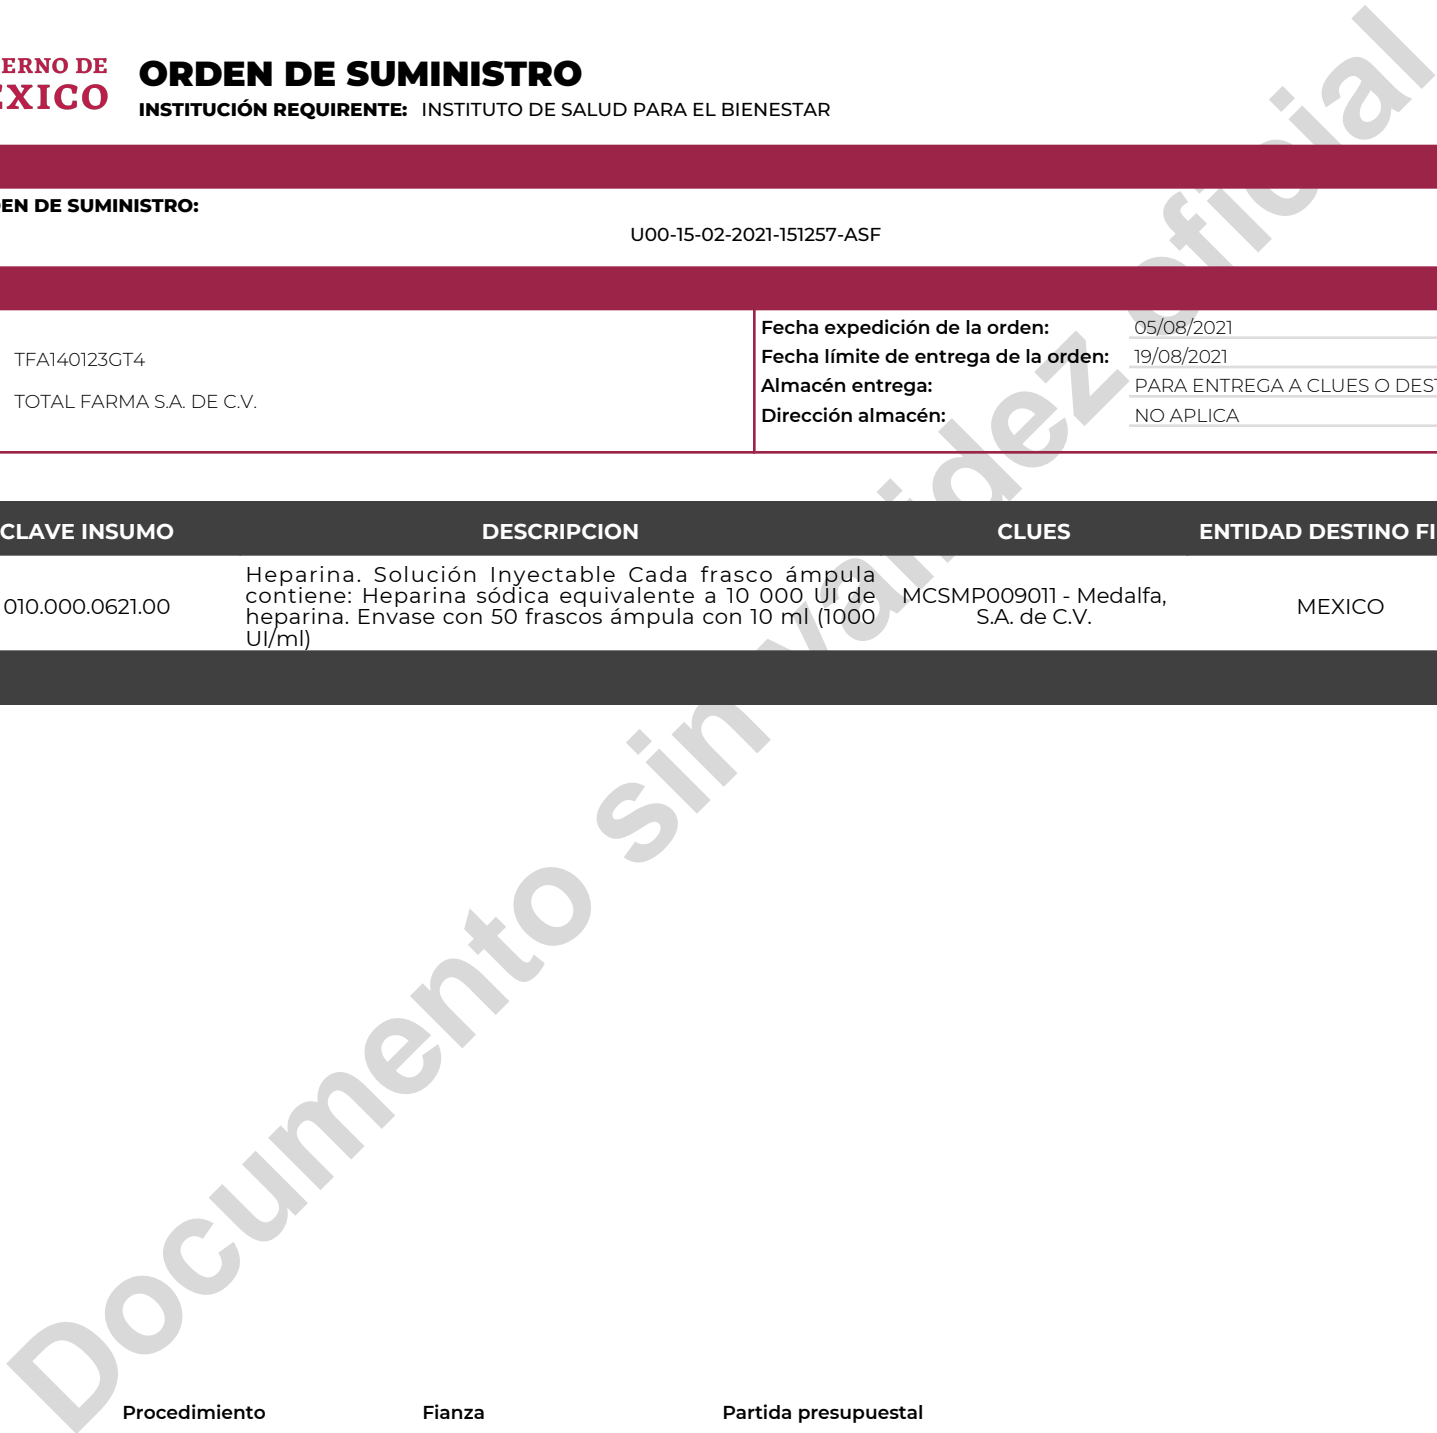 ERNO DE
EXICO
ORDEN DE SUMINISTRO
INSTITUCIÓN REQUIRENTE: INSTITUTO DE SALUD PARA EL BIENESTAR
EN DE SUMINISTRO:
U00-15-02-2021-151257-ASF
TFA140123GT4
TOTAL FARMA S.A. DE C.V.
Fecha expedición de la orden: 05/08/2021
Fecha límite de entrega de la orden: 19/08/2021
Almacén entrega: PARA ENTREGA A CLUES O DEST
Dirección almacén: NO APLICA
CLAVE INSUMO DESCRIPCION CLUES ENTIDAD DESTINO FI
010.000.0621.00
Heparina. Solución Inyectable Cada frasco ámpula
contiene: Heparina sódica equivalente a 10 000 UI de
heparina. Envase con 50 frascos ámpula con 10 ml (1000
UI/ml)
MCSMP009011 - Medalfa,
S.A. de C.V.
MEXICO
Documento sin validez oficial
Procedimiento Fianza Partida presupuestal